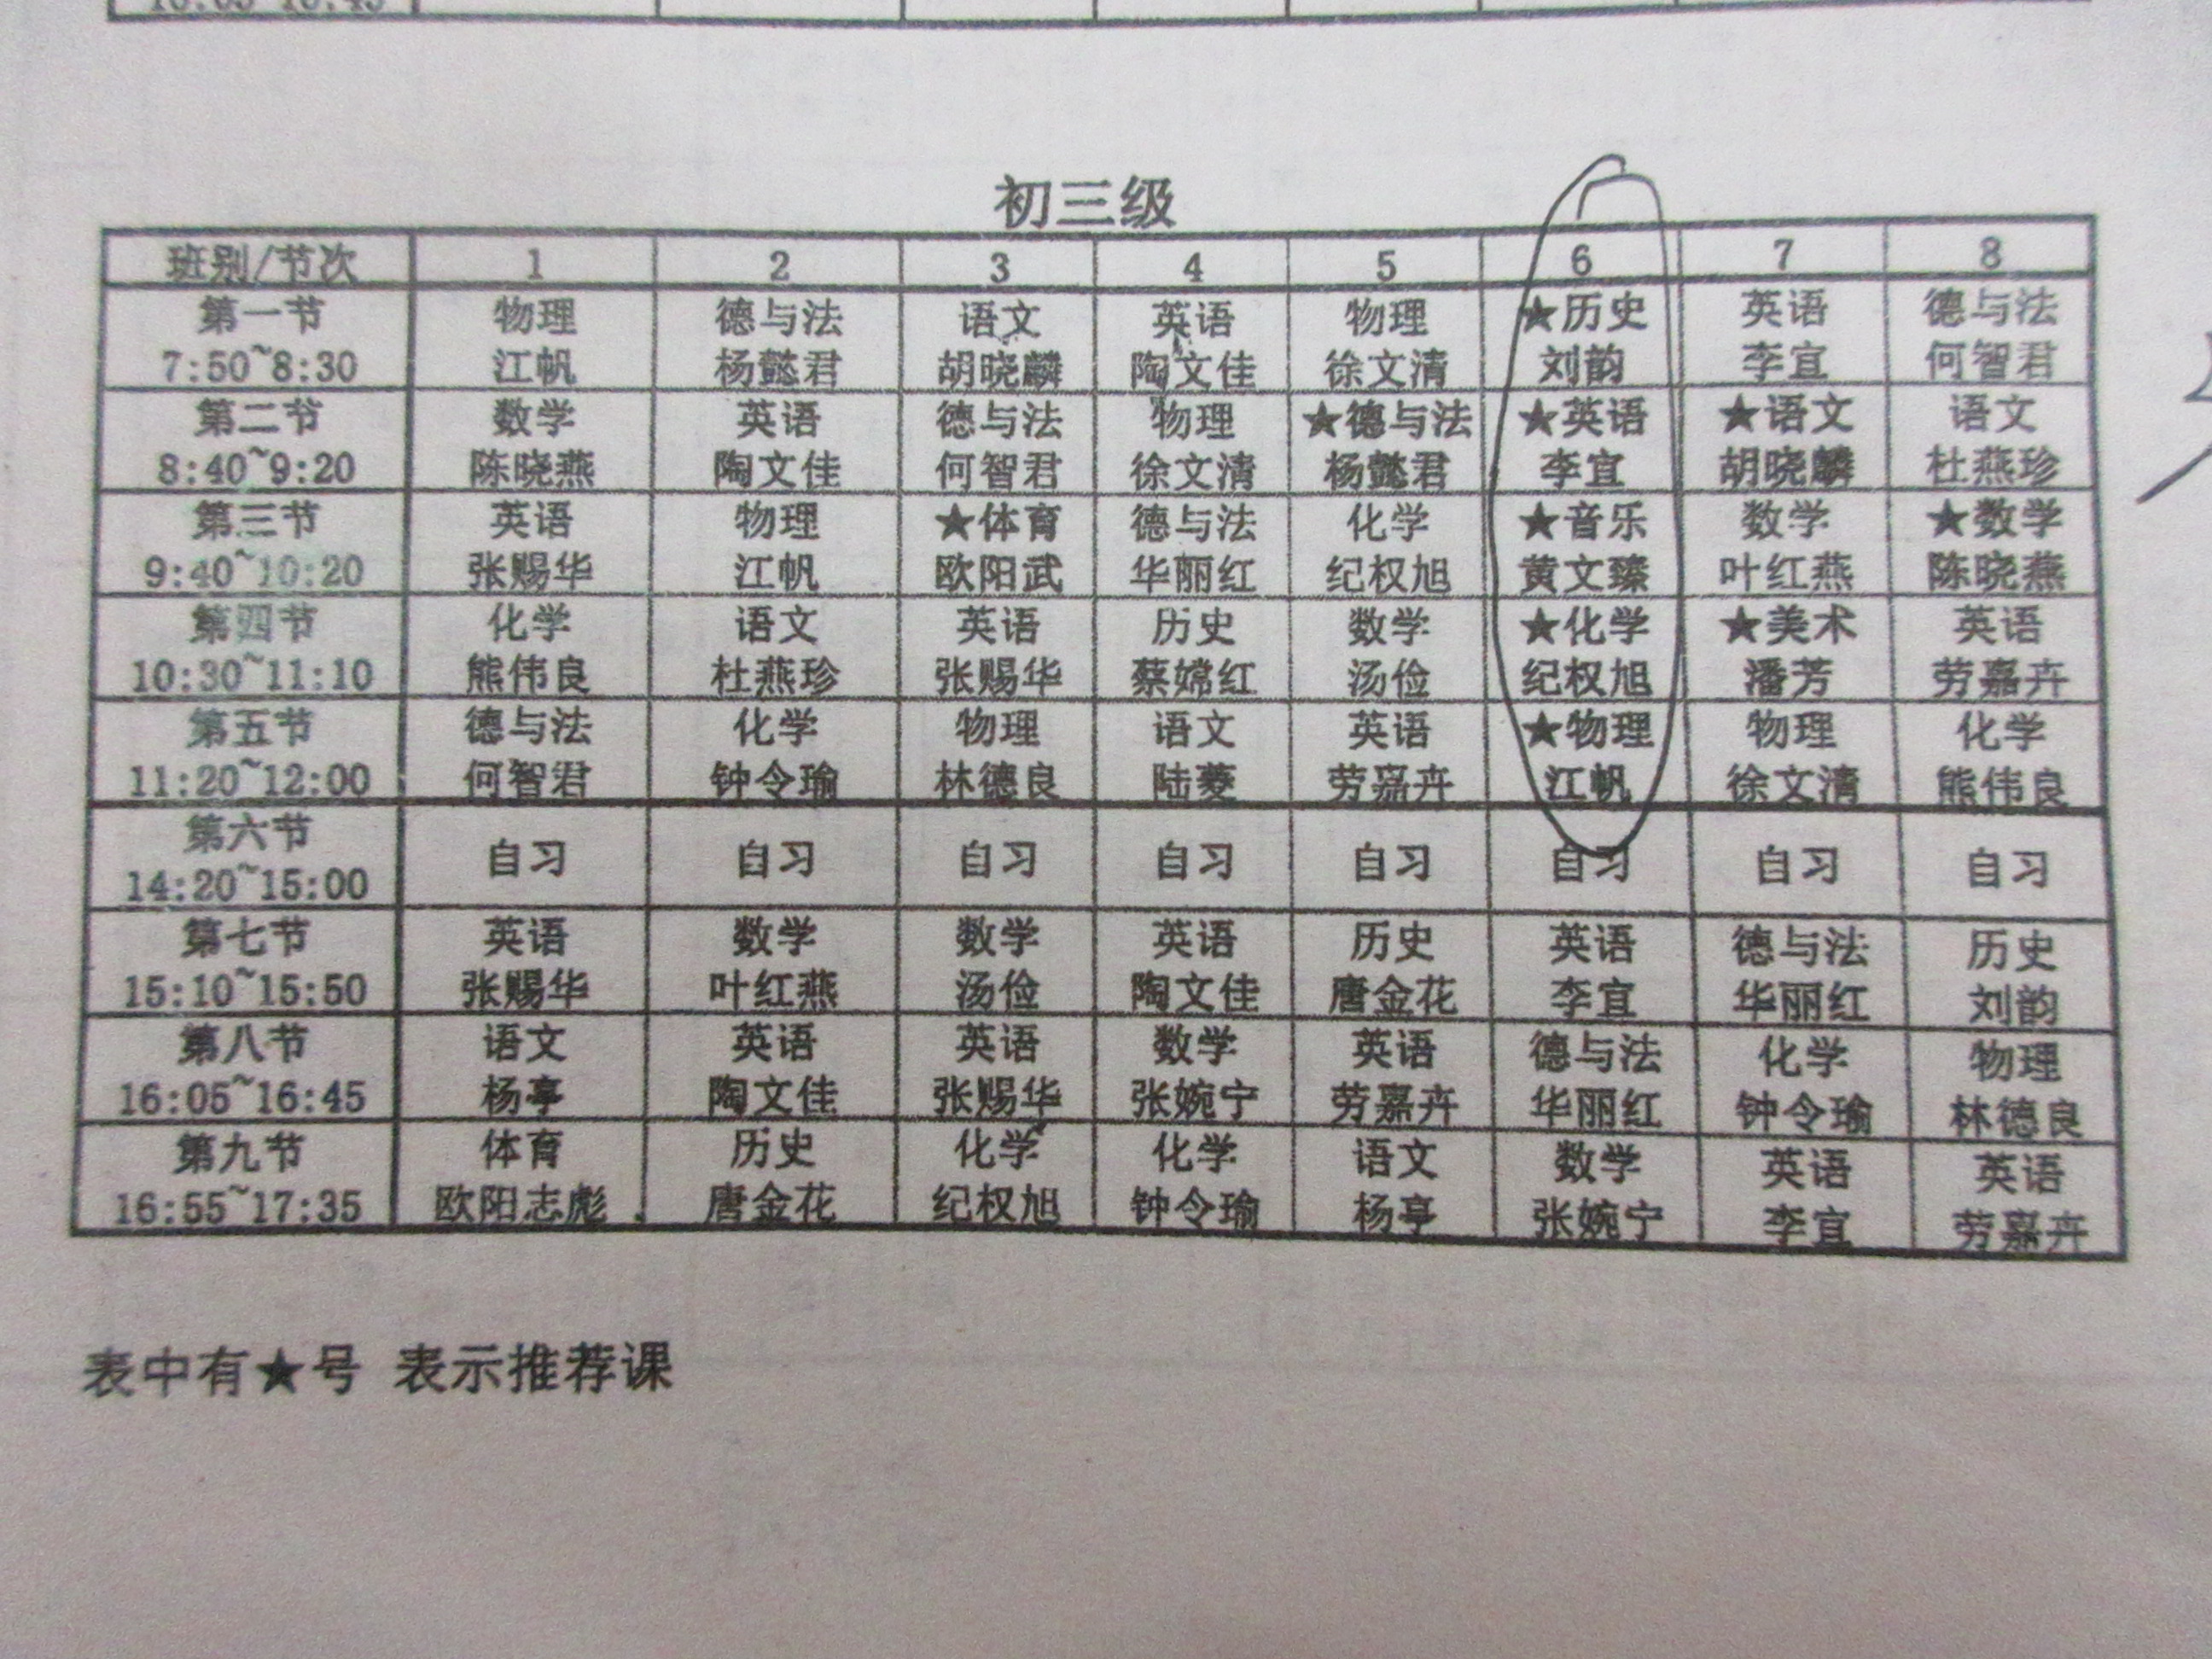 初三级
班别/节次 1 2 3 4 5 6 7 8
第一节 物理 德与法 语文 英语 物理 ★历史 英语 德与法
7:50~8:30 江帆 杨懿君 胡晓麟 陶文佳 徐文清 刘韵 李宜 何智君
第二节 数学 英语 德与法 物理 ★德与法 ★英语 ★语文 语文
8:40~9:20 陈晓燕 陶文佳 何智君 徐文清 杨懿君 李宜 胡晓麟 杜燕珍
第三节 英语 物理 ★体育 德与法 化学 ★音乐 数学 ★数学
9:40~10:20 张赐华 江帆 欧阳武 华丽红 纪权旭 黄文臻 叶红燕 陈晓燕
第四节 化学 语文 英语 历史 数学 ★化学 ★美术 英语
10:30~11:10 熊伟良 杜燕珍 张赐华 蔡嫦红 汤俭 纪权旭 潘芳 劳嘉卉
第五节 德与法 化学 物理 语文 英语 ★物理 物理 化学
11:20~12:00 何智君 钟令瑜 林德良 陆菱 劳嘉卉 江帆 徐文清 熊伟良
第六节
14:20~15:00 自习 自习 自习 自习 自习 自习 自习 自习
第七节 英语 数学 数学 英语 历史 英语 德与法 历史
15:10~15:50 张赐华 叶红燕 汤俭 陶文佳 唐金花 李宜 华丽红 刘韵
第八节 语文 英语 英语 数学 英语 德与法 化学 物理
16:05~16:45 杨亭 陶文佳 张赐华 张婉宁 劳嘉卉 华丽红 钟令瑜 林德良
第九节 体育 历史 化学 化学 语文 数学 英语 英语
16:55~17:35 欧阳志彪 唐金花 纪权旭 钟令瑜 杨亭 张婉宁 李宜 劳嘉卉
表中有★号 表示推荐课